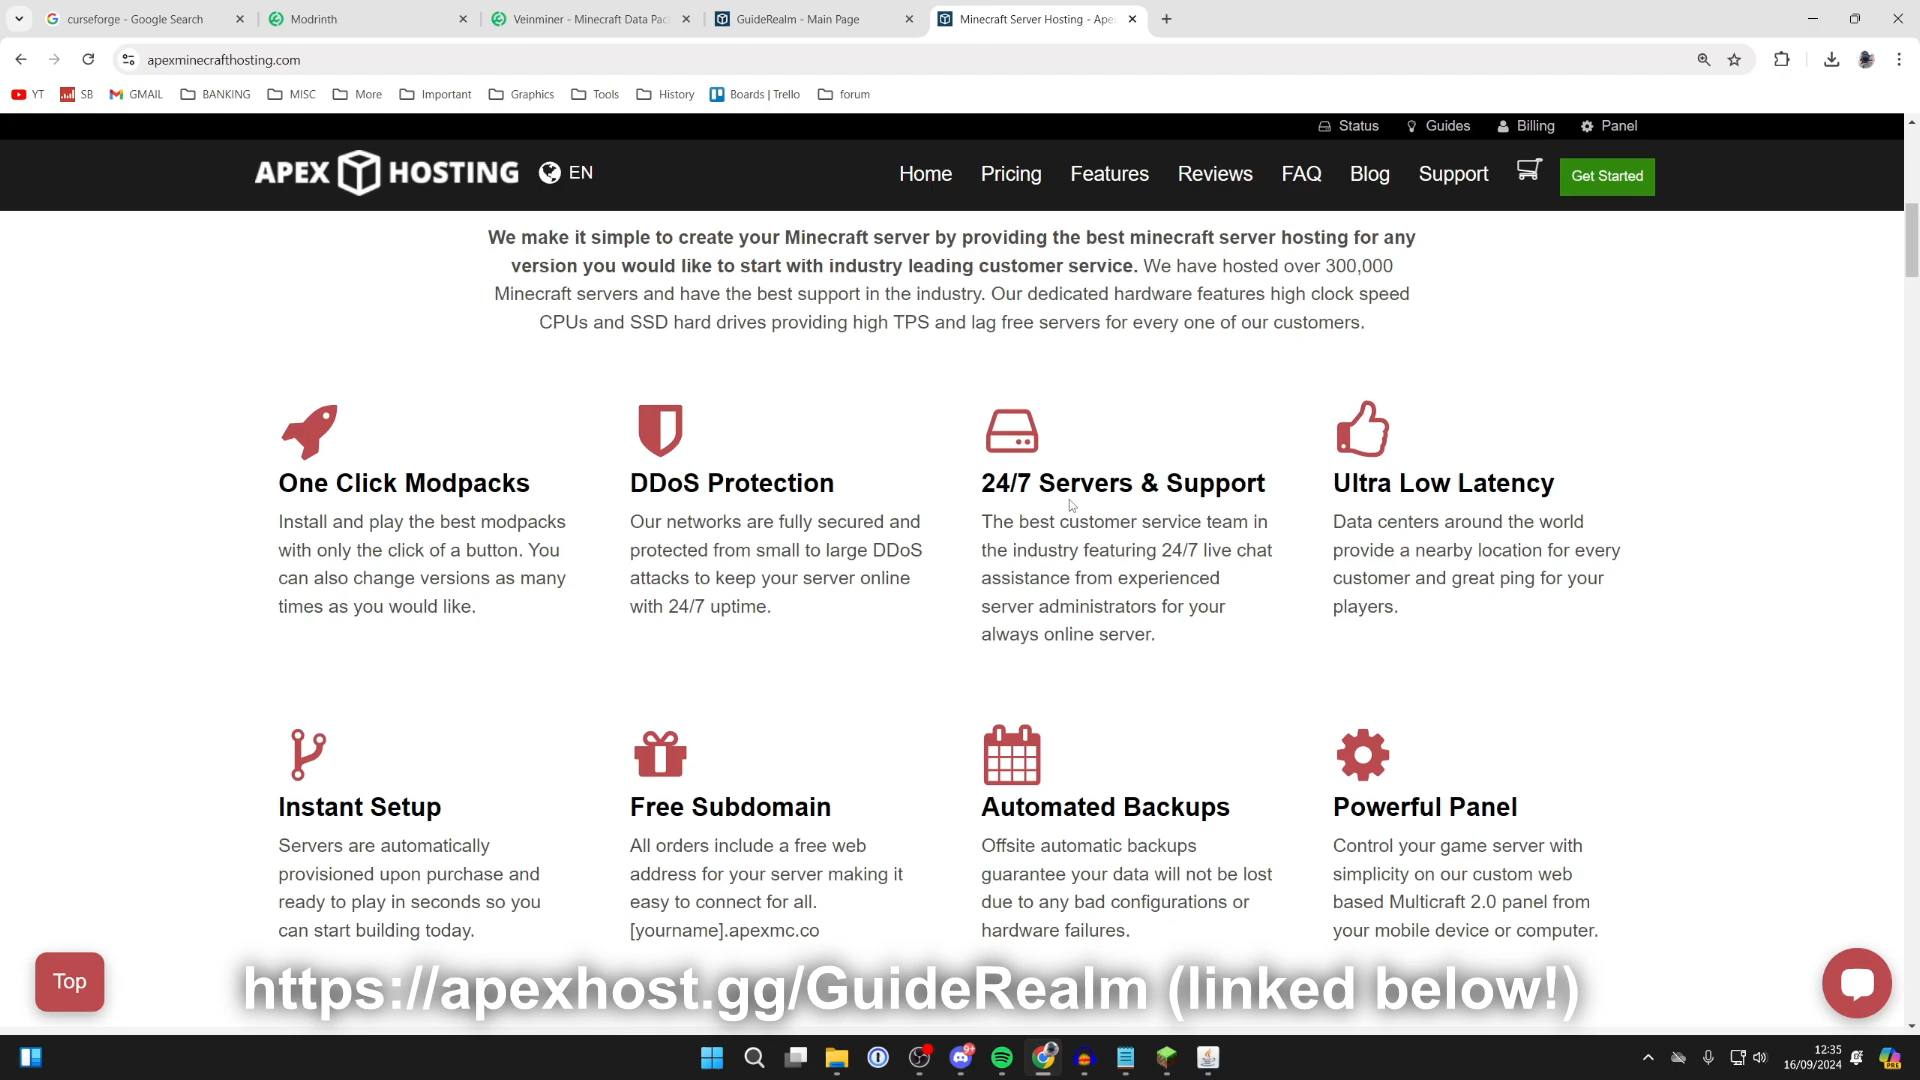 curseforge - Google Search
Modrinth
Veinminer - Minecraft Data Pac
GuideRealm - Main Page
Minecraft Server Hosting - Ape
apexminecrafthosting.com
YT
SB
GMAIL
BANKING
MISC
More
Important
Graphics
Tools
History
Boards | Trello
forum
Status
Guides
Billing
Panel
APEX HOSTING
EN
Home
Pricing
Features
Reviews
FAQ
Blog
Support
Get Started
We make it simple to create your Minecraft server by providing the best minecraft server hosting for any
version you would like to start with industry leading customer service. We have hosted over 300,000
Minecraft servers and have the best support in the industry. Our dedicated hardware features high clock speed
CPUs and SSD hard drives providing high TPS and lag free servers for every one of our customers.
One Click Modpacks
Install and play the best modpacks
with only the click of a button. You
can also change versions as many
times as you would like.
DDoS Protection
Our networks are fully secured and
protected from small to large DDoS
attacks to keep your server online
with 24/7 uptime.
24/7 Servers & Support
The best customer service team in
the industry featuring 24/7 live chat
assistance from experienced
server administrators for your
always online server.
Ultra Low Latency
Data centers around the world
provide a nearby location for every
customer and great ping for your
players.
Instant Setup
Servers are automatically
provisioned upon purchase and
ready to play in seconds so you
can start building today.
Free Subdomain
All orders include a free web
address for your server making it
easy to connect for all.
[yourname].apexmc.co
Automated Backups
Offsite automatic backups
guarantee your data will not be lost
due to any bad configurations or
hardware failures.
Powerful Panel
Control your game server with
simplicity on our custom web
based Multicraft 2.0 panel from
your mobile device or computer.
Top
https://apexhost.gg/GuideRealm (linked below!)
9+
12:35
16/09/2024
PRE